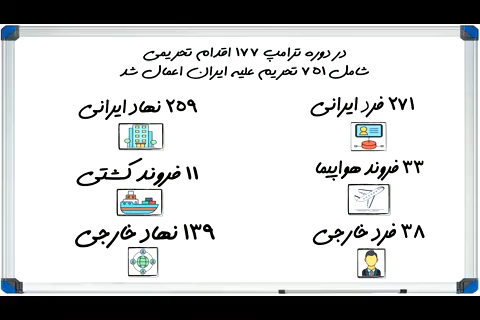 در دوره ترامپ ۱۷۷ اقدام تحریمی
شامل ۷۵۱ تحریم علیه ایران اعمال شد
۲۷۱ فرد ایرانی
۲۵۹ نهاد ایرانی
۳۳ فروند هواپیما
۱۱ فروند کشتی
۳۸ فرد خارجی
۱۳۹ نهاد خارجی